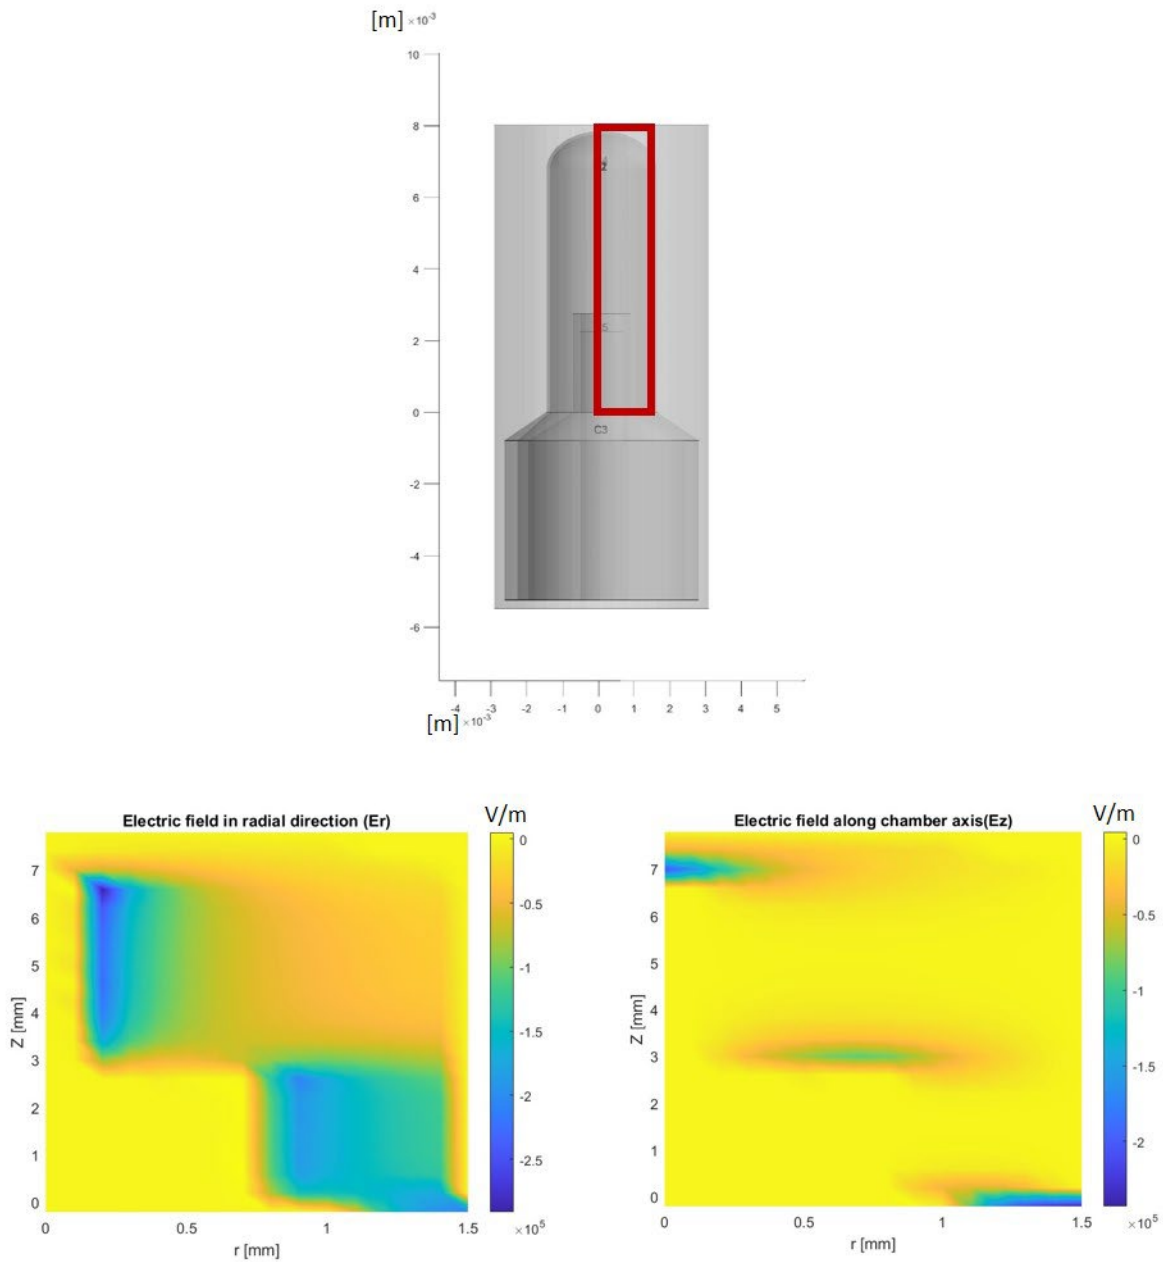 [m] ×10⁻³
10
8
6
4
2
0
-2
-4
-6
5
C3
-4 -3 -2 -1 0 1 2 3 4 5
[m] ×10⁻³
Electric field in radial direction (Er)
V/m
Z [mm]
7
6
5
4
3
2
1
0
0 0.5 1 1.5
r [mm]
0
-0.5
-1
-1.5
-2
-2.5
×10⁵
Electric field along chamber axis(Ez)
V/m
Z [mm]
7
6
5
4
3
2
1
0
0 0.5 1 1.5
r [mm]
0
-0.5
-1
-1.5
-2
×10⁵